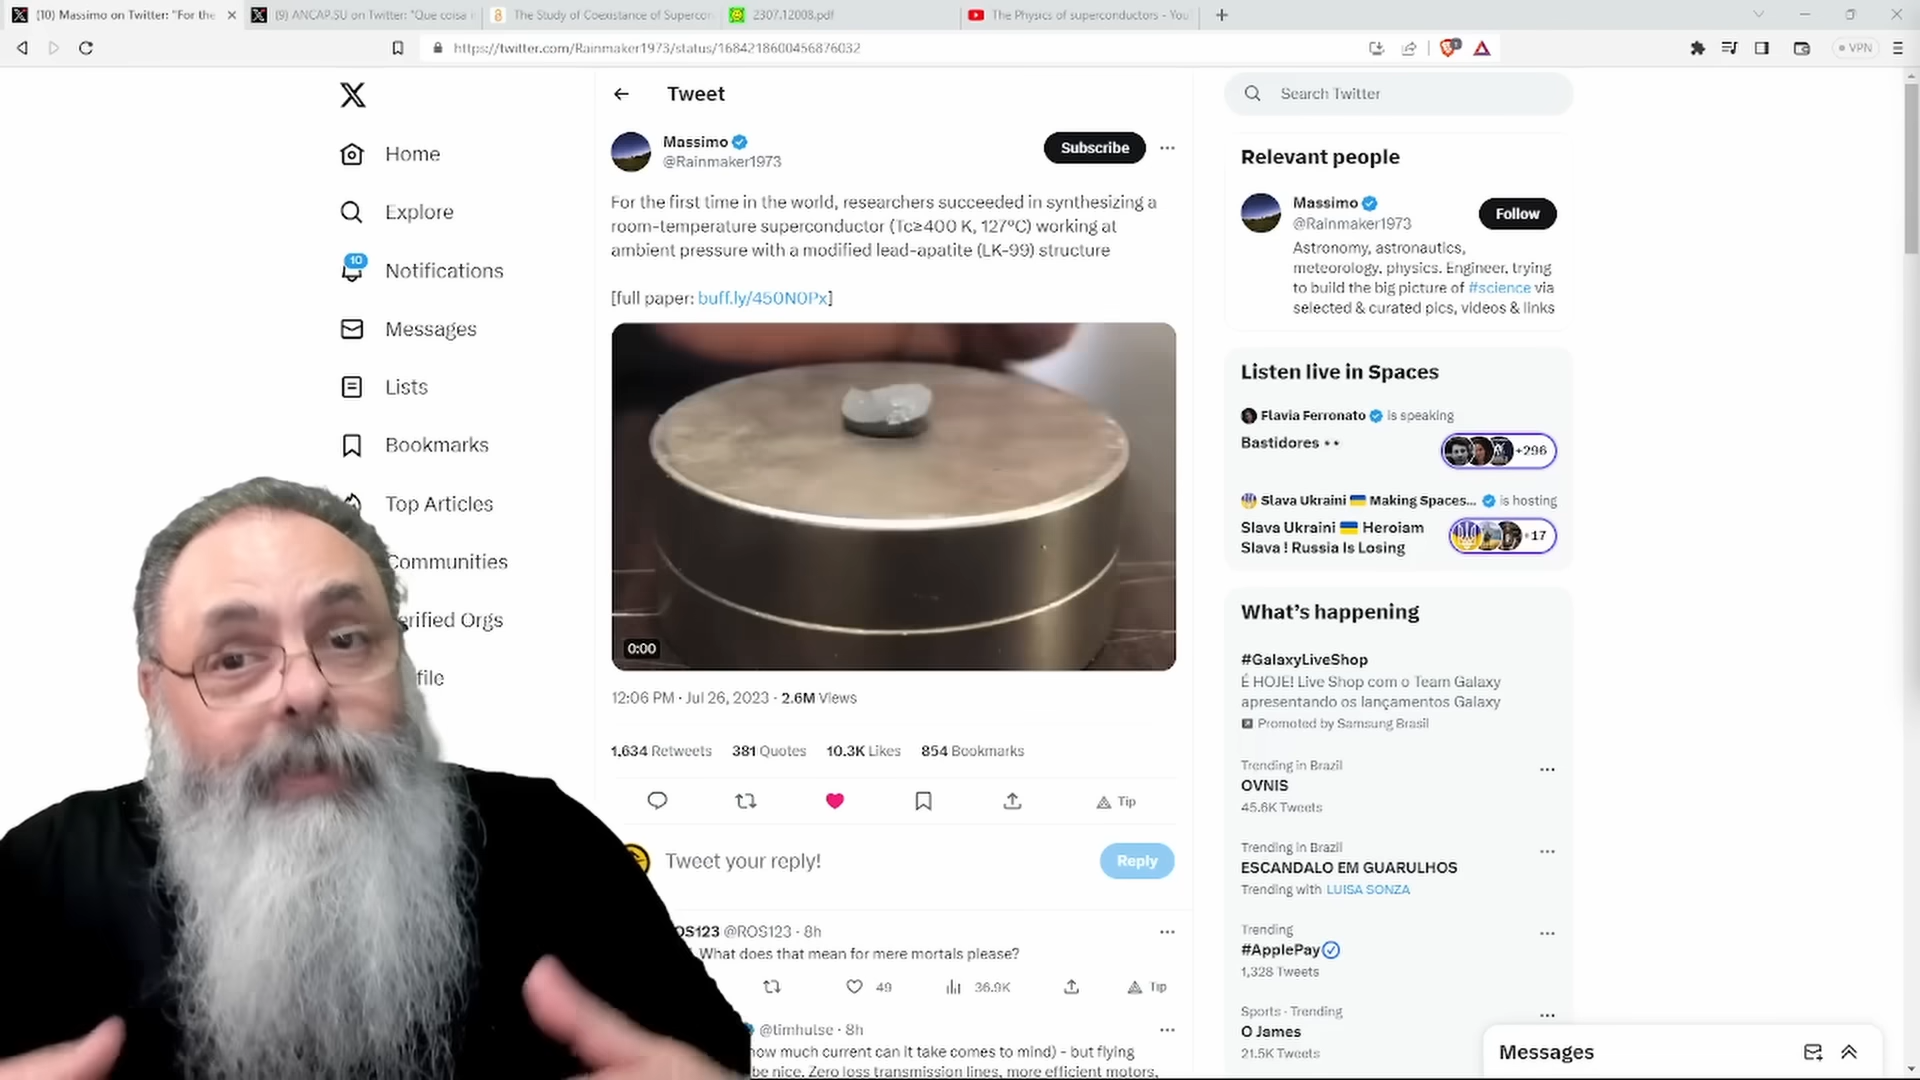 (10) Massimo on Twitter: "For the
(9) ANCAP.SU on Twitter: "Que coisa
The Study of Coexistance of Supercon
2307.12008.pdf
The Physics of superconductors - You
https://twitter.com/Rainmaker1973/status/1684218600456876032
VPN
Home
Explore
10
Notifications
Messages
Lists
Bookmarks
Top Articles
Communities
erified Orgs
file
Tweet
Massimo
@Rainmaker1973
Subscribe
For the first time in the world, researchers succeeded in synthesizing a
room-temperature superconductor (Tc≥400 K, 127°C) working at
ambient pressure with a modified lead-apatite (LK-99) structure
[full paper: buff.ly/450N0Px]
0:00
12:06 PM · Jul 26, 2023 · 2.6M Views
1,634 Retweets 381 Quotes 10.3K Likes 854 Bookmarks
Tip
Tweet your reply!
Reply
OS123 @ROS123 · 8h
What does that mean for mere mortals please?
49
36.9K
Tip
@timhulse · 8h
how much current can it take comes to mind) - but flying
be nice. Zero loss transmission lines, more efficient motors,
Search Twitter
Relevant people
Massimo
@Rainmaker1973
Follow
Astronomy, astronautics,
meteorology, physics. Engineer, trying
to build the big picture of #science via
selected & curated pics, videos & links
Listen live in Spaces
Flavia Ferronato is speaking
Bastidores
+296
Slava Ukraini Making Spaces... is hosting
Slava Ukraini Heroiam
Slava ! Russia Is Losing
+17
What's happening
#GalaxyLiveShop
É HOJE! Live Shop com o Team Galaxy
apresentando os lançamentos Galaxy
Promoted by Samsung Brasil
Trending in Brazil
OVNIS
45.6K Tweets
Trending in Brazil
ESCANDALO EM GUARULHOS
Trending with LUISA SONZA
Trending
#ApplePay
1,328 Tweets
Sports · Trending
O James
21.5K Tweets
Messages